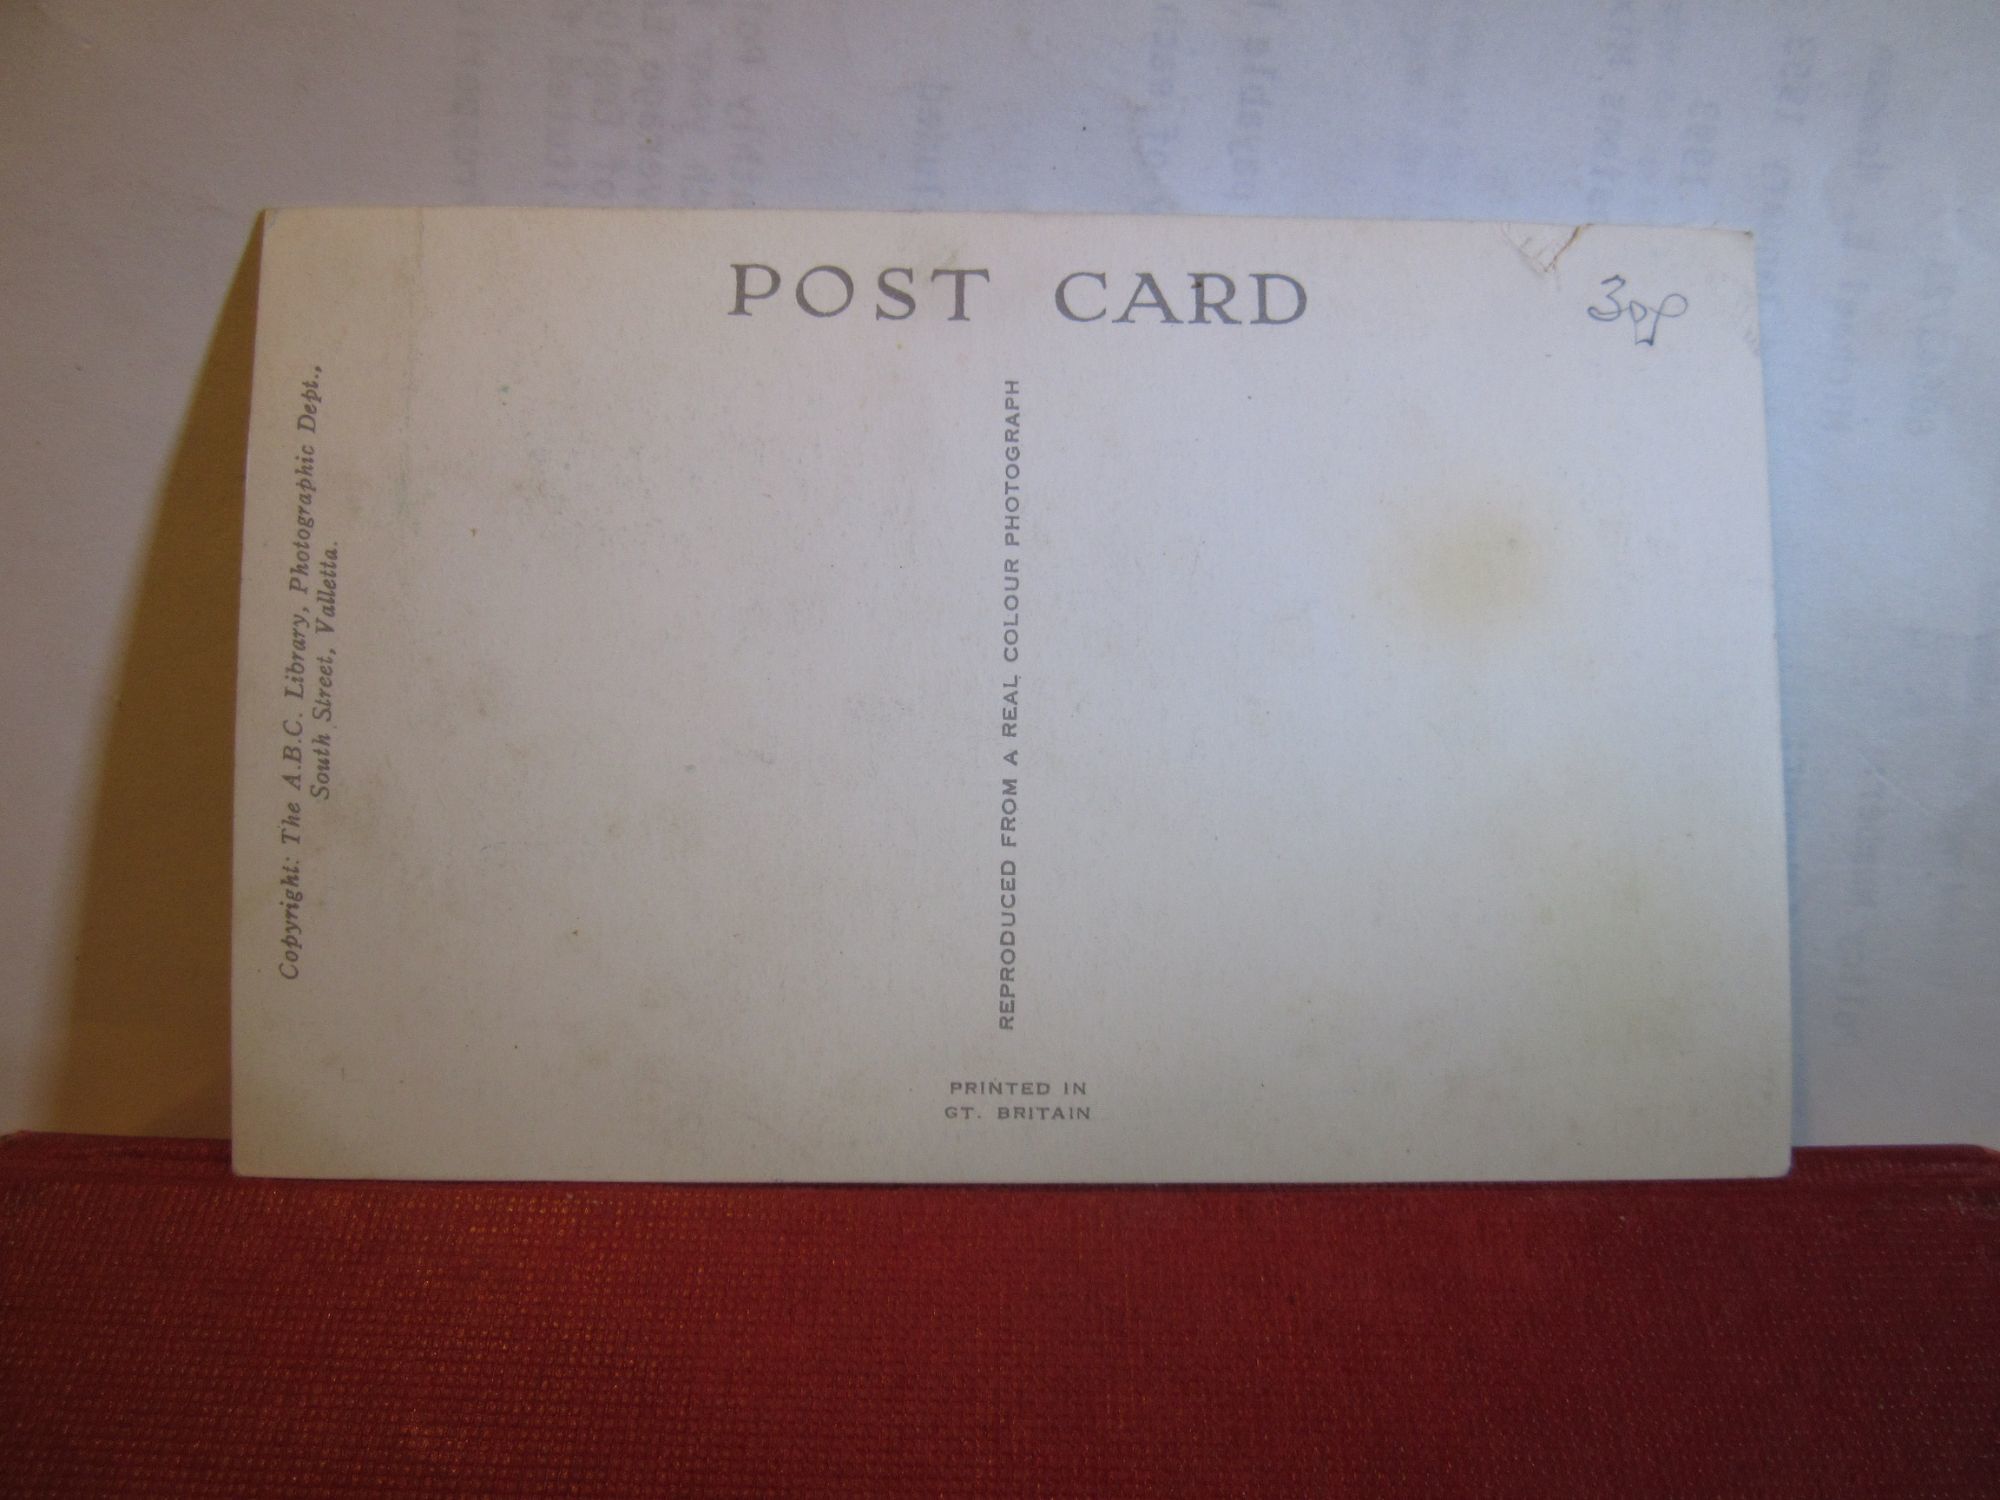 POST CARD
30p
Copyright: The A.B.C. Library, Photographic Dept.,
South Street, Valletta.
REPRODUCED FROM A REAL COLOUR PHOTOGRAPH
PRINTED IN
GT. BRITAIN